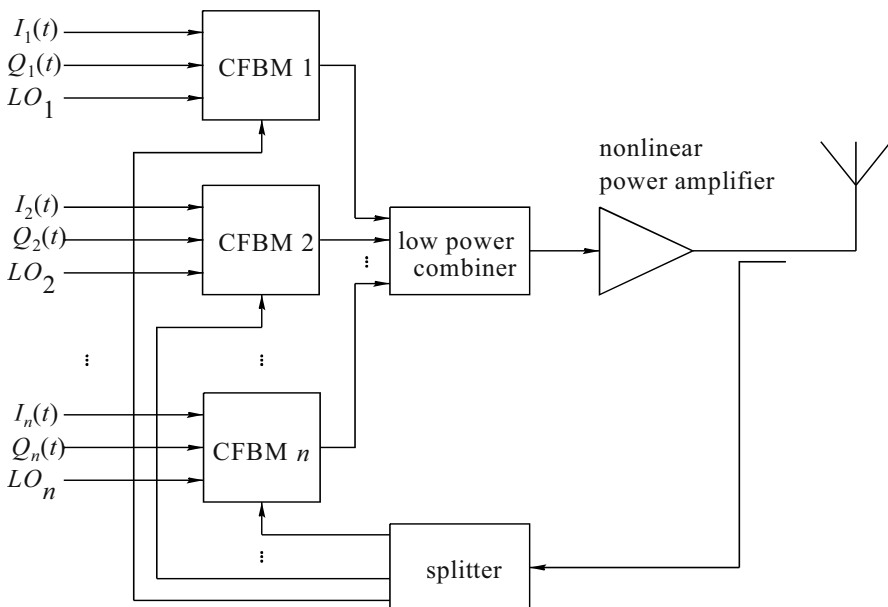 I₁(t)
Q₁(t)
LO₁
CFBM 1
nonlinear
power amplifier
I₂(t)
Q₂(t)
LO₂
CFBM 2
...
low power
combiner
...
...
Iₙ(t)
Qₙ(t)
LOₙ
CFBM n
...
splitter